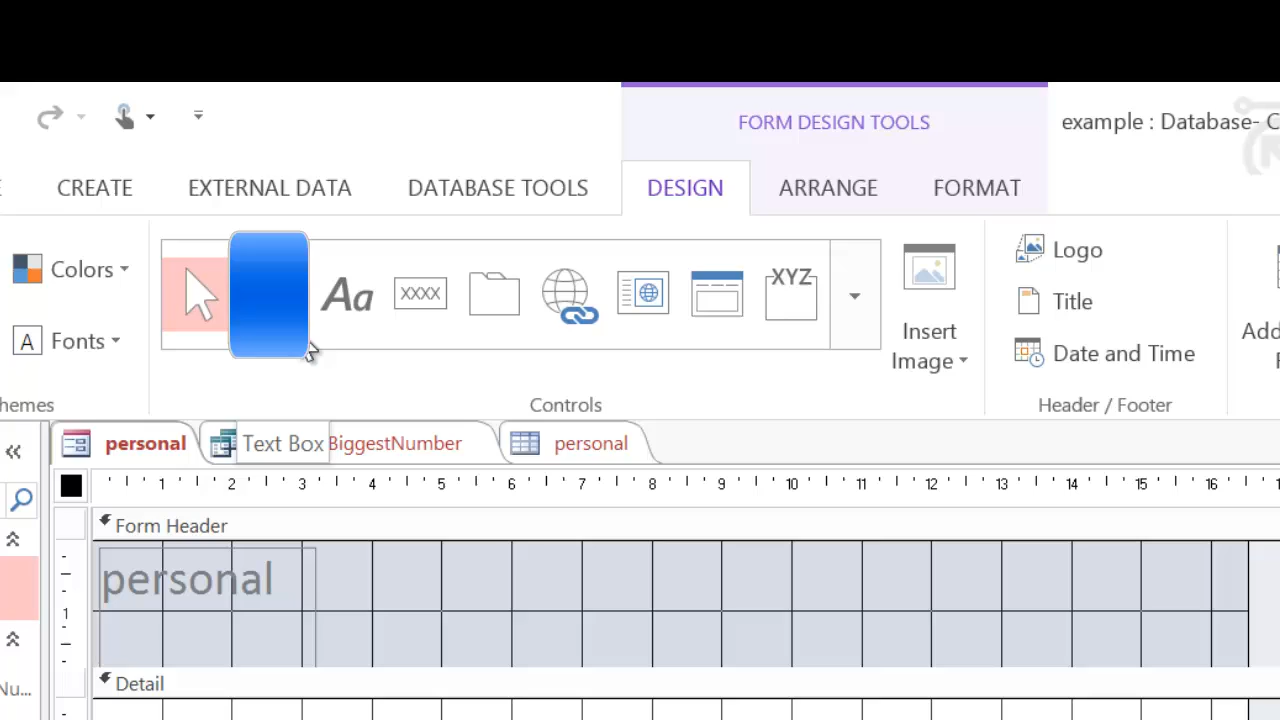 FORM DESIGN TOOLS
example : Database- C
CREATE
EXTERNAL DATA
DATABASE TOOLS
DESIGN
ARRANGE
FORMAT
Colors
A Fonts
Aa
XXXX
XYZ
Insert
Image
Logo
Title
Date and Time
Add
hemes
Controls
Header / Footer
personal
Text Box
BiggestNumber
personal
1 2 3 4 5 6 7 8 9 10 11 12 13 14 15 16
Form Header
personal
1
Detail
Nu...